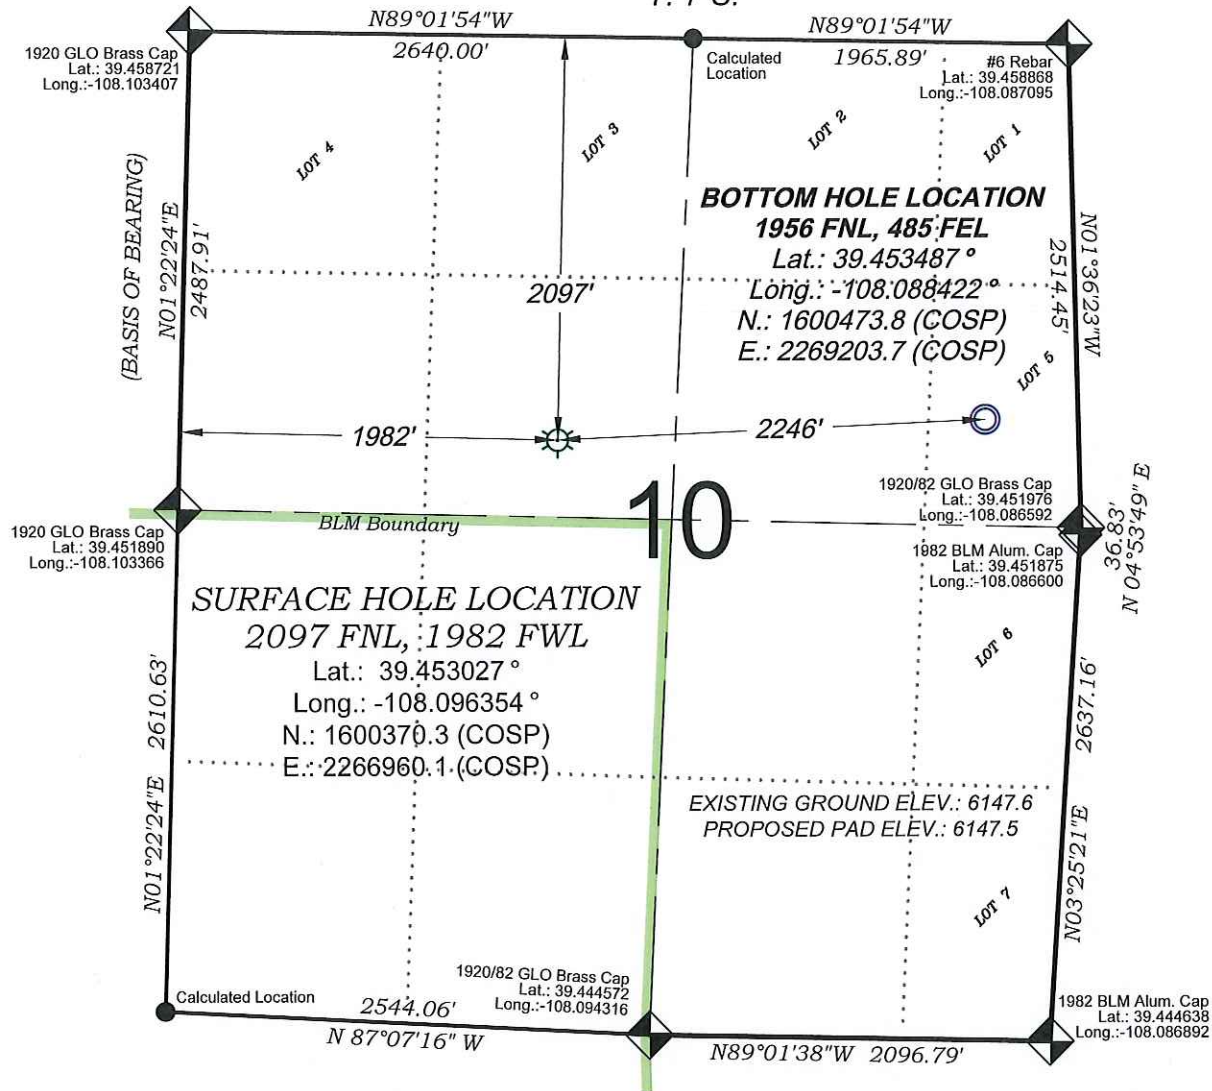 N89°01'54"W
2640.00'
N89°01'54"W
1965.89'
1920 GLO Brass Cap
Lat.: 39.458721
Long.:-108.103407
Calculated
Location
#6 Rebar
Lat.: 39.458868
Long.:-108.087095
LOT 4
LOT 3
LOT 2
LOT 1
(BASIS OF BEARING)
N01°22'24"E
2487.91'
BOTTOM HOLE LOCATION
1956 FNL, 485 FEL
Lat.: 39.453487°
Long.: -108.088422°
N.: 1600473.8 (COSP)
E.: 2269203.7 (COSP)
N01°36'23"W
2514.45'
2097'
LOT 5
1982'
2246'
1920/82 GLO Brass Cap
Lat.: 39.451976
Long.:-108.086592
10
BLM Boundary
1920 GLO Brass Cap
Lat.: 39.451890
Long.:-108.103366
1982 BLM Alum. Cap
Lat.: 39.451875
Long.:-108.086600
36.83'
N 04°53'49" E
SURFACE HOLE LOCATION
2097 FNL, 1982 FWL
Lat.: 39.453027°
Long.: -108.096354°
N.: 1600370.3 (COSP)
E.: 2266960.1 (COSP)
LOT 6
2610.63'
N01°22'24"E
2637.16'
N03°25'21"E
EXISTING GROUND ELEV.: 6147.6
PROPOSED PAD ELEV.: 6147.5
LOT 7
1920/82 GLO Brass Cap
Lat.: 39.444572
Long.:-108.094316
Calculated Location
2544.06'
N 87°07'16" W
1982 BLM Alum. Cap
Lat.: 39.444638
Long.:-108.086892
N89°01'38"W 2096.79'